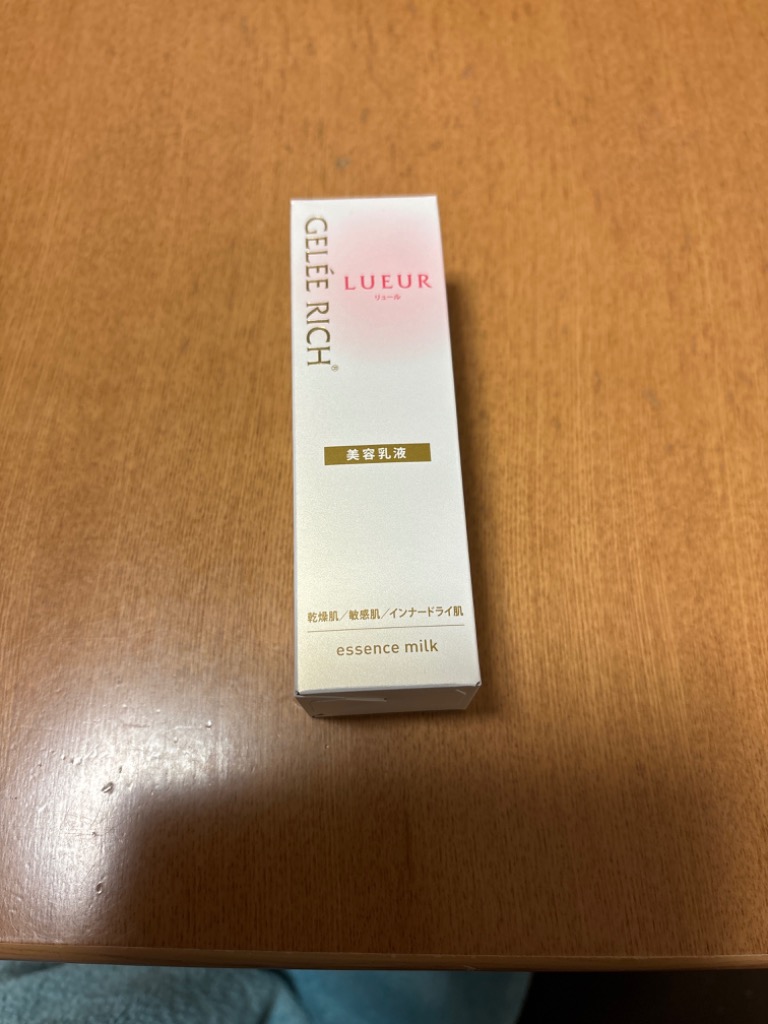 GELÉE RICH®
LUEUR
リュール
美容乳液
乾燥肌/敏感肌/インナードライ肌
essence milk